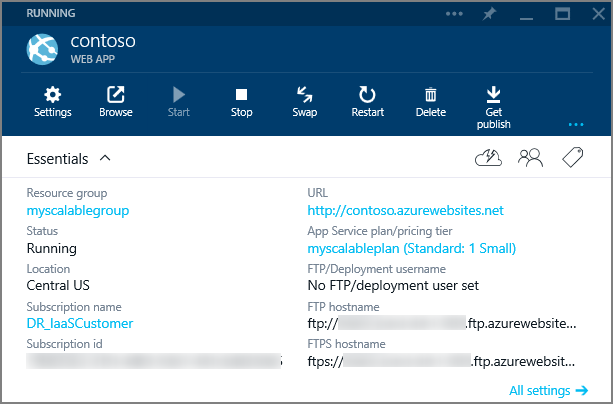 RUNNING
contoso
WEB APP
Settings
Browse
Start
Stop
Swap
Restart
Delete
Get
publish
Essentials
Resource group
myscalablegroup
URL
http://contoso.azurewebsites.net
Status
Running
App Service plan/pricing tier
myscalableplan (Standard: 1 Small)
Location
Central US
FTP/Deployment username
No FTP/deployment user set
Subscription name
DR_IaaSCustomer
FTP hostname
ftp:// .ftp.azurewebsite...
Subscription id
FTPS hostname
ftps:// .ftp.azurewebsit...
All settings